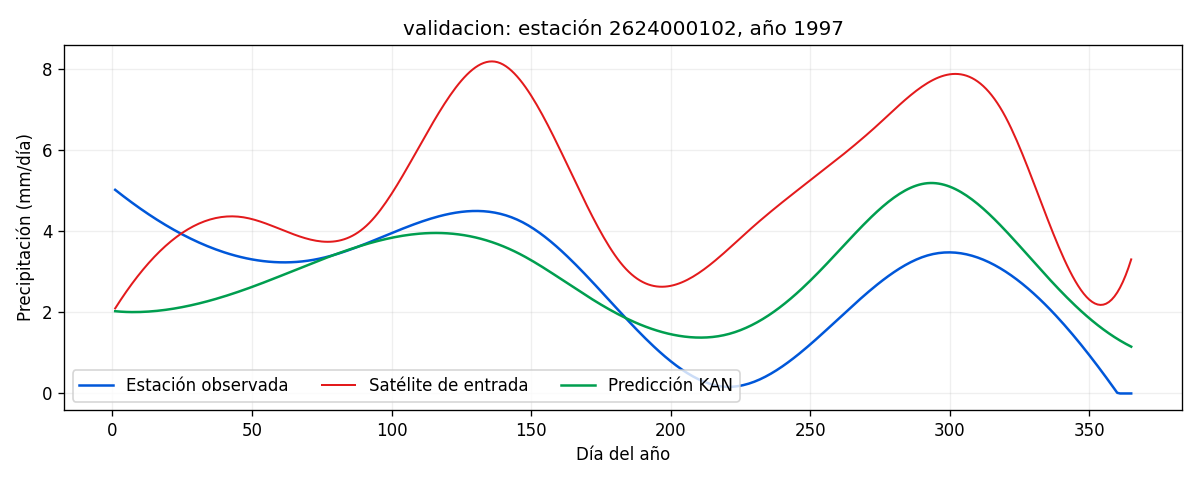 validacion: estación 2624000102, año 1997
Precipitación (mm/día)
8
6
4
2
0
Estación observada Satélite de entrada Predicción KAN
0 50 100 150 200 250 300 350
Día del año